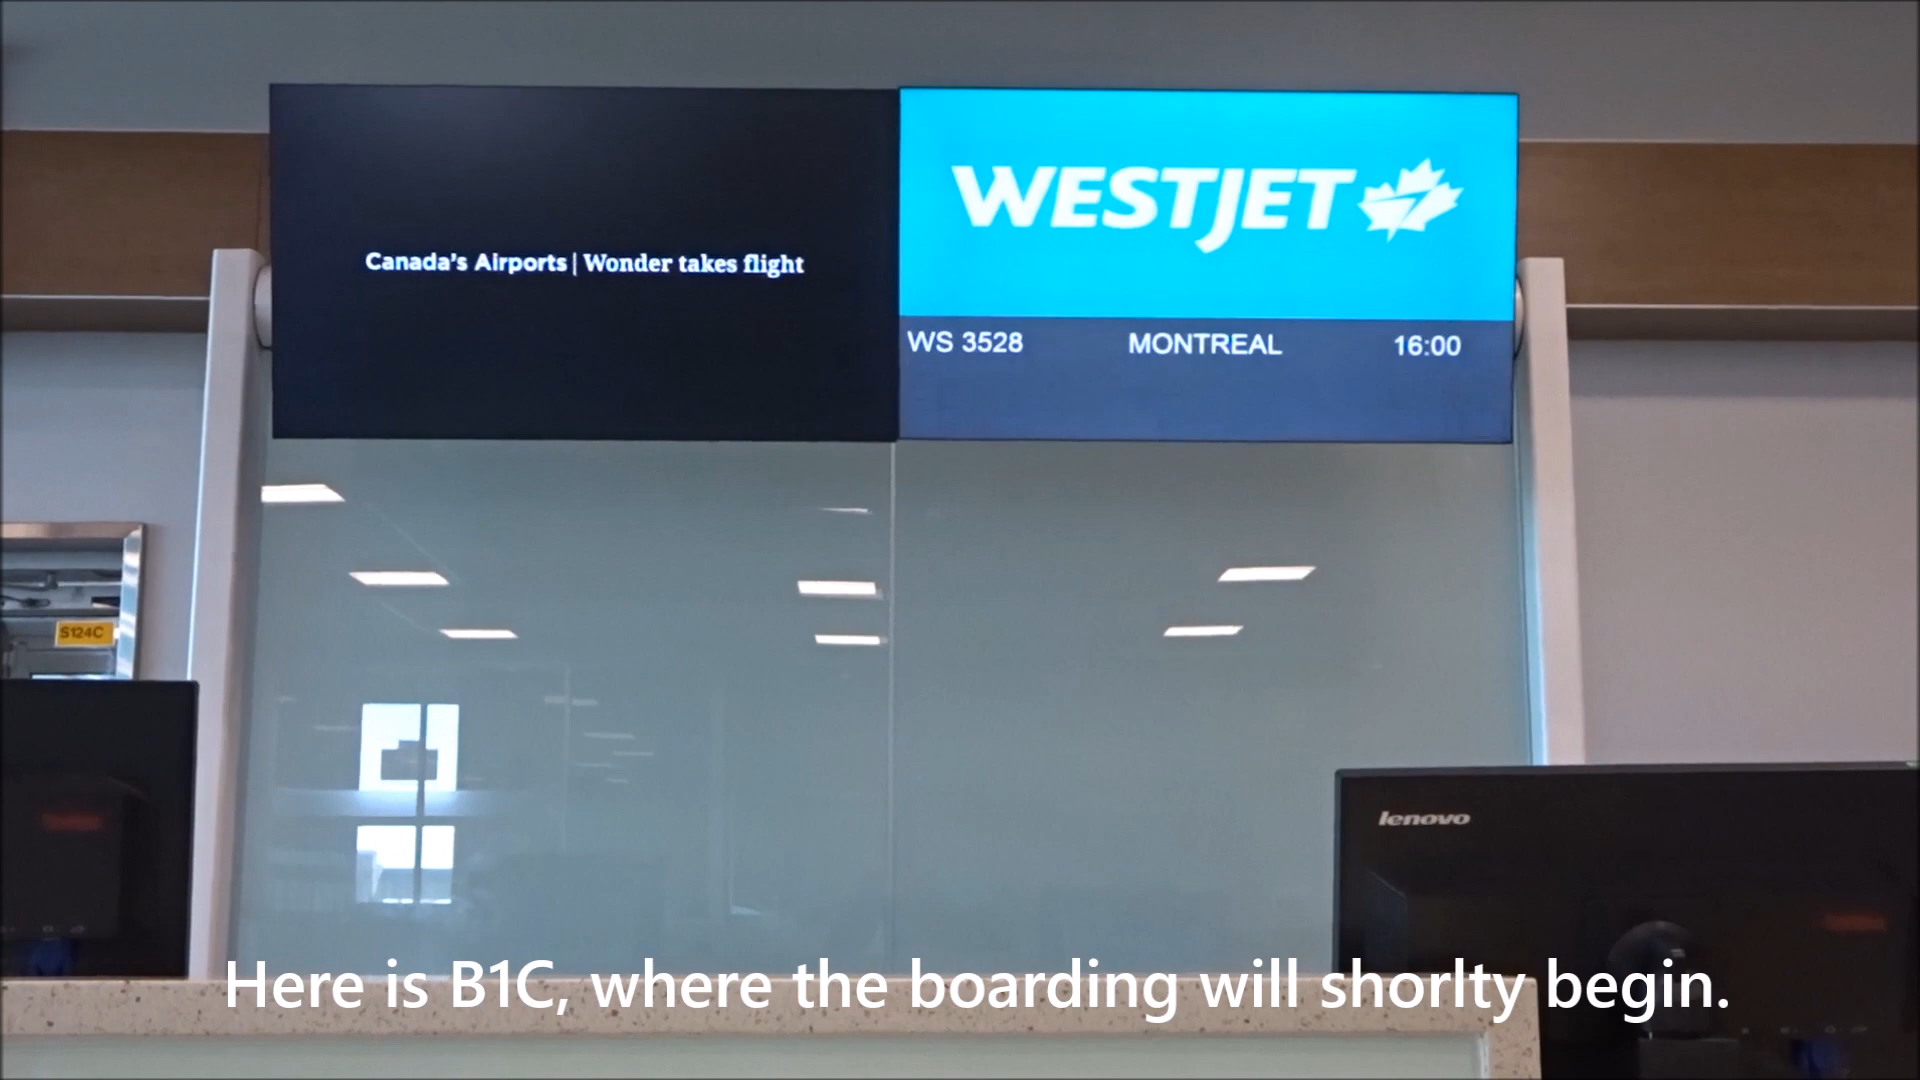 Canada's Airports | Wonder takes flight
WESTJET
WS 3528 MONTREAL 16:00
S124C
lenovo
Here is B1C, where the boarding will shorlty begin.